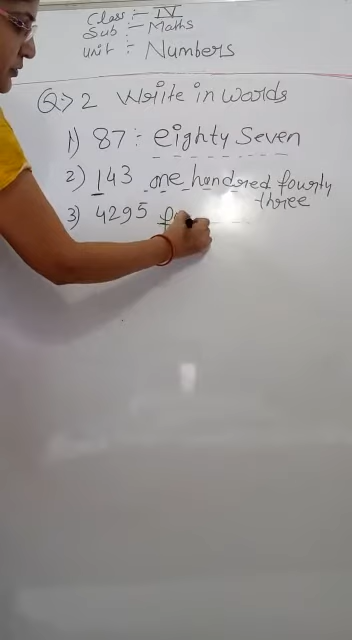 Class :- IV
Sub :- Maths
Unit :- Numbers
Q:> 2 Write in words
1) 87 : eighty Seven
2) 143 one hundred fourty
three
3) 4295 fo